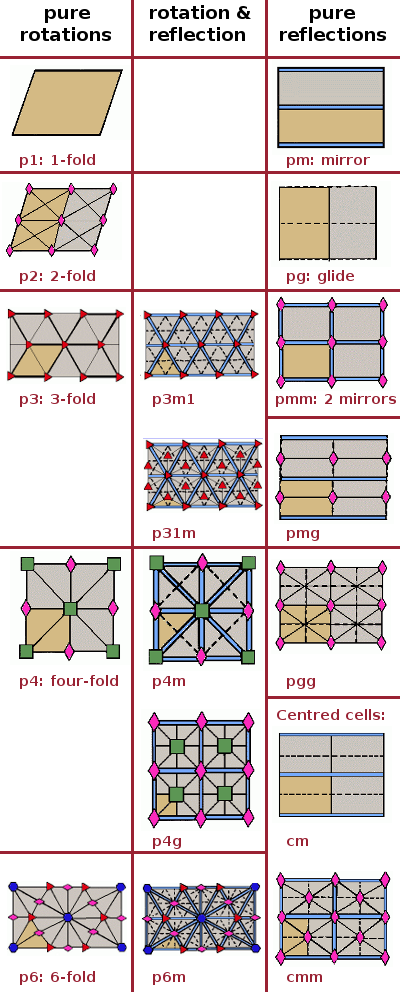 pure
rotations
rotation &
reflection
pure
reflections
p1: 1-fold
pm: mirror
p2: 2-fold
pg: glide
p3: 3-fold
p3m1
pmm: 2 mirrors
p31m
pmg
p4: four-fold
p4m
pgg
Centred cells:
p4g
cm
p6: 6-fold
p6m
cmm